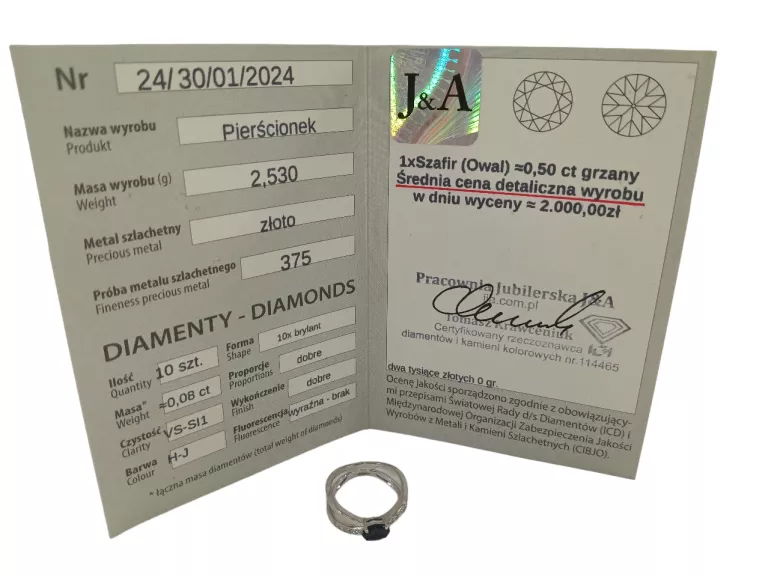 Nr 24/30/01/2024
Nazwa wyrobu
Produkt
Pierścionek
Masa wyrobu (g)
Weight
2,530
Metal szlachetny
Precious metal
złoto
Próba metalu szlachetnego
Fineness precious metal
375
DIAMENTY - DIAMONDS
Ilość
Quantity
10 szt.
Forma
Shape
10x brylant
Masa*
Weight
≈0,08 ct
Proporcje
Proportions
dobre
Czystość
Clarity
VS-SI1
Wykończenie
Finish
dobre
Barwa
Colour
H-J
Fluorescencja
Fluorescence
wyraźna - brak
* łączna masa diamentów (total weight of diamonds)
J&A
1xSzafir (Owal) ≈0,50 ct grzany
Średnia cena detaliczna wyrobu
w dniu wyceny ≈ 2.000,00zł
Pracownia Jubilerska J&A
jja.com.pl
Tomasz Krawczeniuk
Certyfikowany rzeczoznawca
diamentów i kamieni kolorowych nr.114465
dwa tysiące złotych 0 gr.
Ocenę Jakości sporządzono zgodnie z obowiązujący-
mi przepisami Światowej Rady d/s Diamentów (ICD) i
Międzynarodowej Organizacji Zabezpieczenia Jakości
Wyrobów z Metali i Kamieni Szlachetnych (CIBJO).